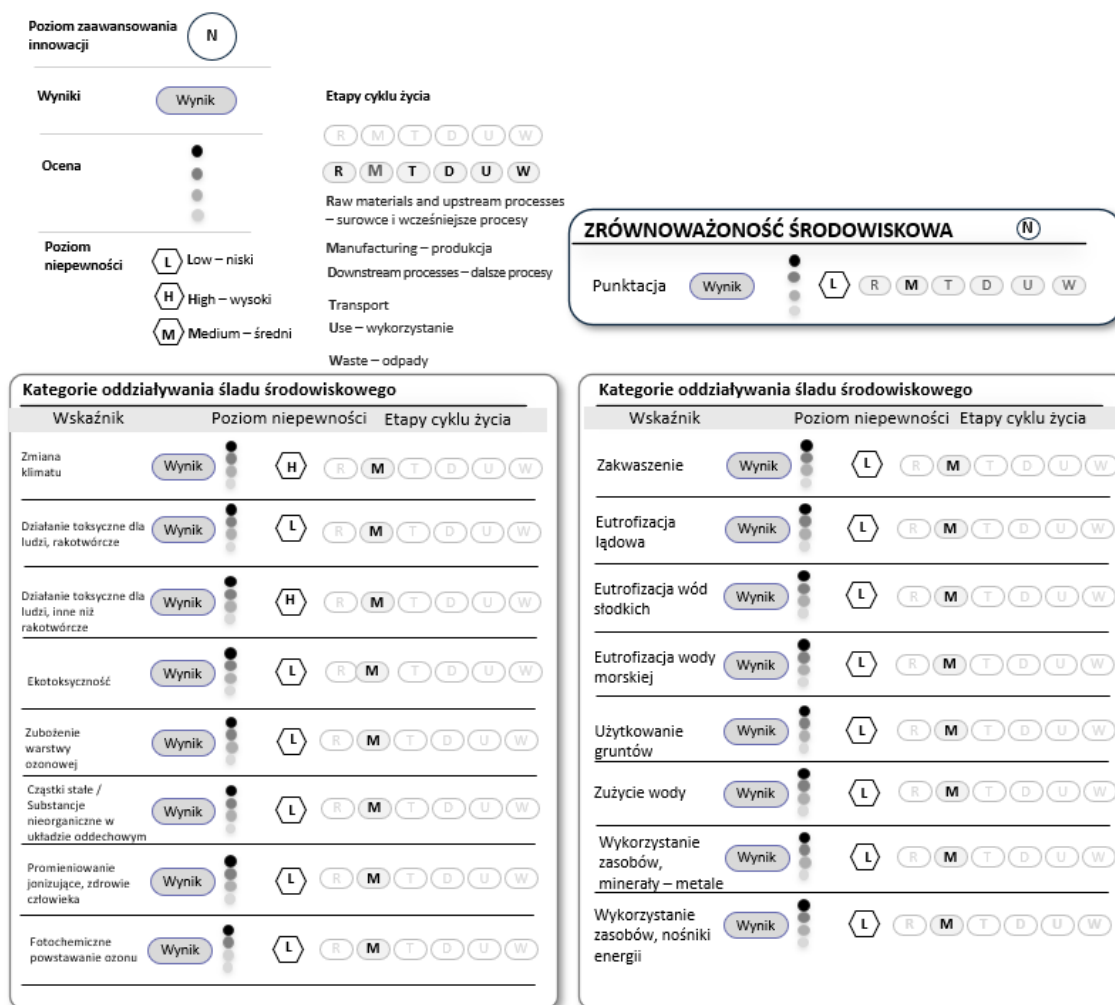 Poziom zaawansowania
innowacji
N
Wyniki
Wynik
Ocena
Poziom
niepewności
L Low – niski
H High – wysoki
M Medium – średni
Etapy cyklu życia
R M T D U W
R M T D U W
Raw materials and upstream processes
– surowce i wcześniejsze procesy
Manufacturing – produkcja
Downstream processes – dalsze procesy
Transport
Use – wykorzystanie
Waste – odpady
ZRÓWNOWAŻONOŚĆ ŚRODOWISKOWA N
Punktacja Wynik L R M T D U W
Kategorie oddziaływania śladu środowiskowego
Wskaźnik Poziom niepewności Etapy cyklu życia
Zmiana
klimatu
Wynik H R M T D U W
Działanie toksyczne dla
ludzi, rakotwórcze
Wynik L R M T D U W
Działanie toksyczne dla
ludzi, inne niż
rakotwórcze
Wynik H R M T D U W
Ekotoksyczność Wynik L R M T D U W
Zubożenie
warstwy
ozonowej
Wynik L R M T D U W
Cząstki stałe /
Substancje
nieorganiczne w
układzie oddechowym
Wynik L R M T D U W
Promieniowanie
jonizujące, zdrowie
człowieka
Wynik L R M T D U W
Fotochemiczne
powstawanie ozonu
Wynik L R M T D U W
Kategorie oddziaływania śladu środowiskowego
Wskaźnik Poziom niepewności Etapy cyklu życia
Zakwaszenie Wynik L R M T D U W
Eutrofizacja
lądowa
Wynik L R M T D U W
Eutrofizacja wód
słodkich
Wynik L R M T D U W
Eutrofizacja wody
morskiej
Wynik L R M T D U W
Użytkowanie
gruntów
Wynik L R M T D U W
Zużycie wody Wynik L R M T D U W
Wykorzystanie
zasobów,
minerały – metale
Wynik L R M T D U W
Wykorzystanie
zasobów, nośniki
energii
Wynik L R M T D U W